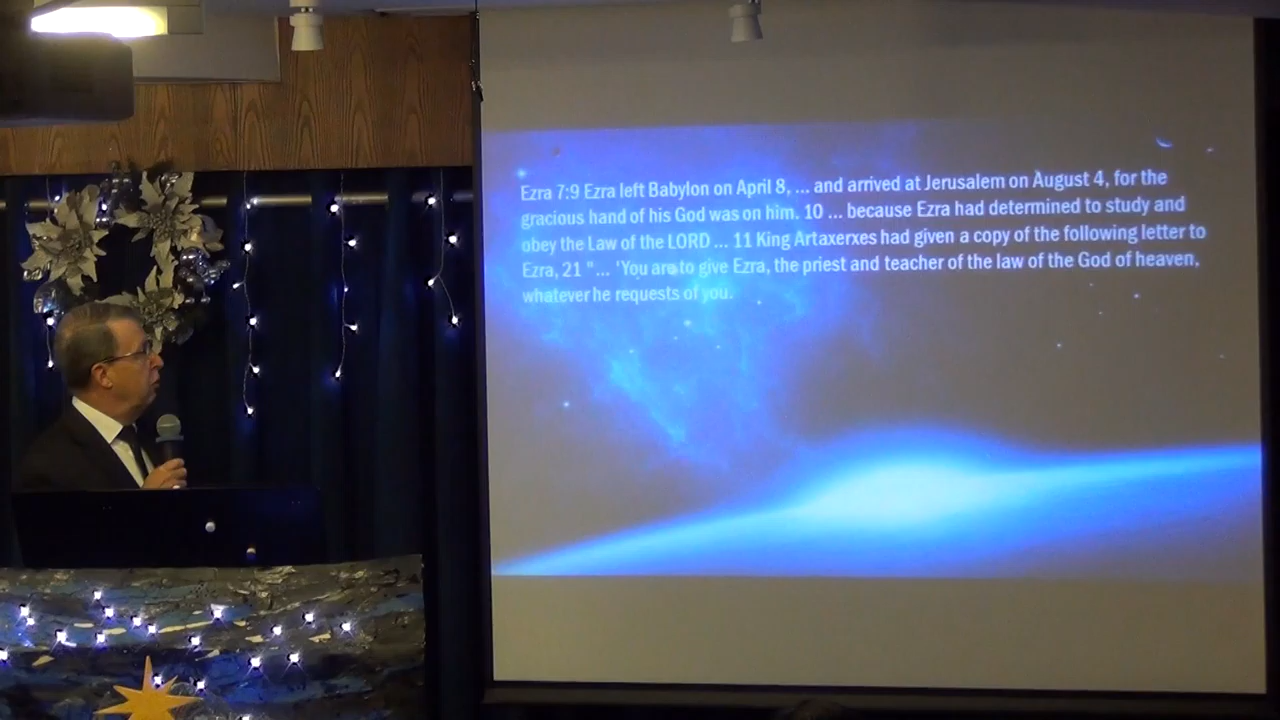 Ezra 7:9 Ezra left Babylon on April 8, ... and arrived at Jerusalem on August 4, for the
gracious hand of his God was on him. 10 ... because Ezra had determined to study and
obey the Law of the LORD ... 11 King Artaxerxes had given a copy of the following letter to
Ezra, 21 "... 'You are to give Ezra, the priest and teacher of the law of the God of heaven,
whatever he requests of you.